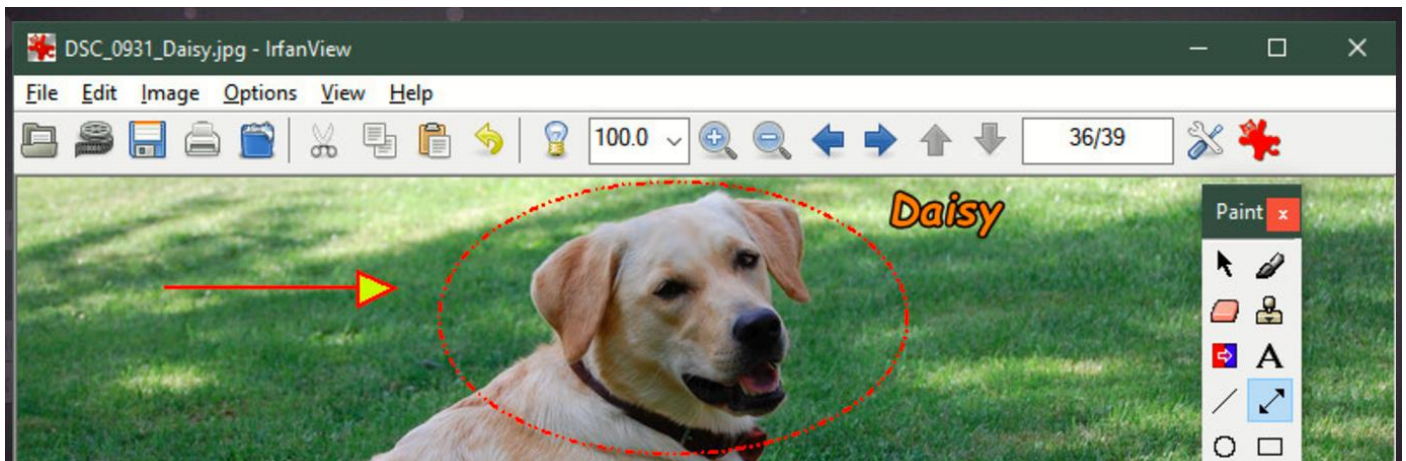 DSC_0931_Daisy.jpg - IrfanView
File Edit Image Options View Help
100.0 36/39
Daisy
Paint x
A